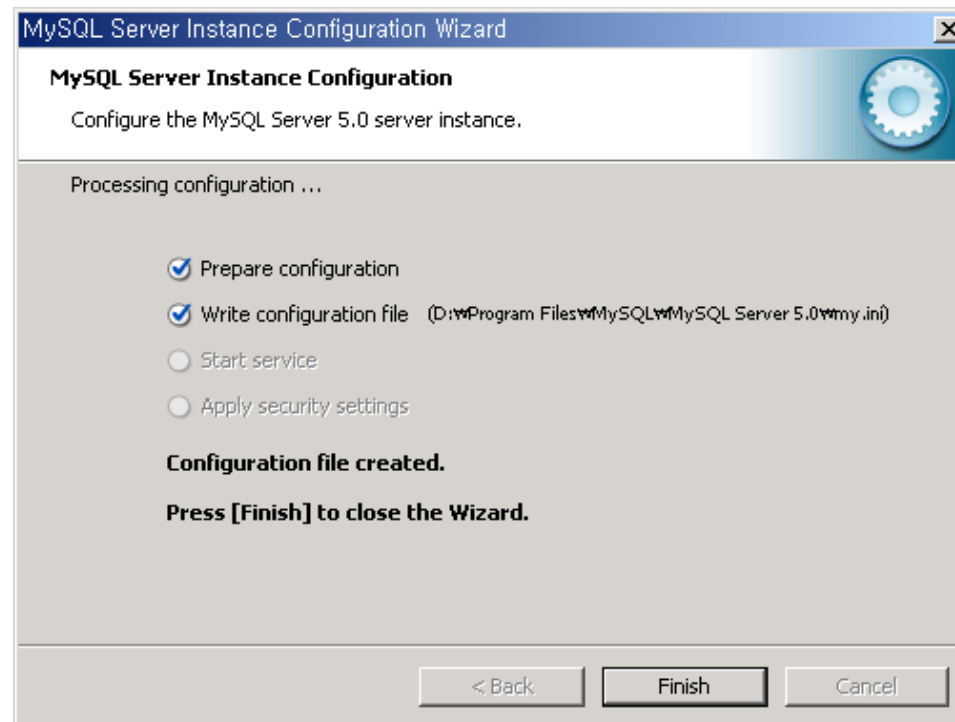 MySQL Server Instance Configuration Wizard
MySQL Server Instance Configuration
Configure the MySQL Server 5.0 server instance.
Processing configuration ...
Prepare configuration
Write configuration file (D:₩Program Files₩MySQL₩MySQL Server 5.0₩my.ini)
Start service
Apply security settings
Configuration file created.
Press [Finish] to close the Wizard.
< Back Finish Cancel